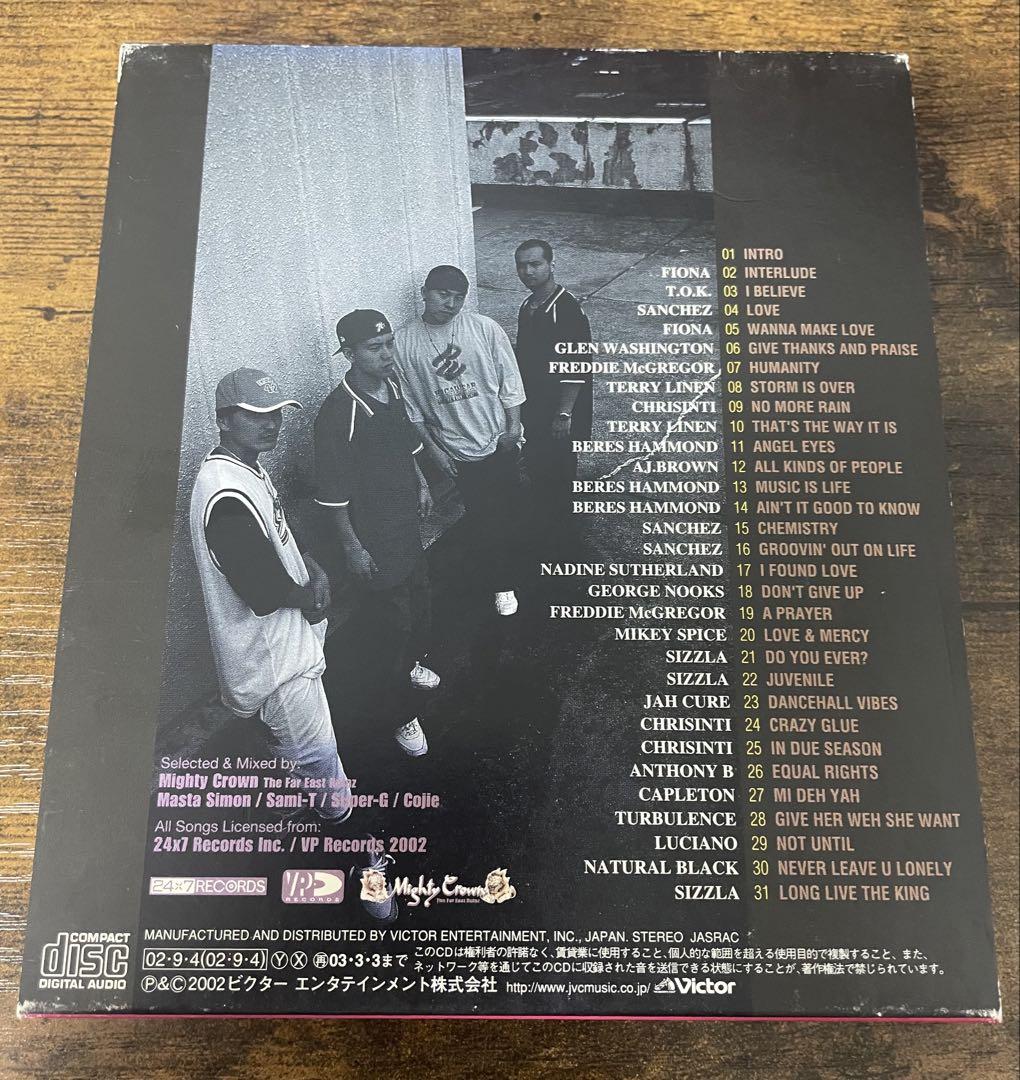 01 INTRO
FIONA 02 INTERLUDE
T.O.K. 03 I BELIEVE
SANCHEZ 04 LOVE
FIONA 05 WANNA MAKE LOVE
GLEN WASHINGTON 06 GIVE THANKS AND PRAISE
FREDDIE McGREGOR 07 HUMANITY
TERRY LINEN 08 STORM IS OVER
CHRISINTI 09 NO MORE RAIN
TERRY LINEN 10 THAT'S THE WAY IT IS
BERES HAMMOND 11 ANGEL EYES
A.J.BROWN 12 ALL KINDS OF PEOPLE
BERES HAMMOND 13 MUSIC IS LIFE
BERES HAMMOND 14 AIN'T IT GOOD TO KNOW
SANCHEZ 15 CHEMISTRY
SANCHEZ 16 GROOVIN' OUT ON LIFE
NADINE SUTHERLAND 17 I FOUND LOVE
GEORGE NOOKS 18 DON'T GIVE UP
FREDDIE McGREGOR 19 A PRAYER
MIKEY SPICE 20 LOVE & MERCY
SIZZLA 21 DO YOU EVER?
SIZZLA 22 JUVENILE
JAH CURE 23 DANCEHALL VIBES
CHRISINTI 24 CRAZY GLUE
CHRISINTI 25 IN DUE SEASON
ANTHONY B 26 EQUAL RIGHTS
CAPLETON 27 MI DEH YAH
TURBULENCE 28 GIVE HER WEH SHE WANT
LUCIANO 29 NOT UNTIL
NATURAL BLACK 30 NEVER LEAVE U LONELY
SIZZLA 31 LONG LIVE THE KING
Selected & Mixed by:
Mighty Crown The Far East Rulaz
Masta Simon / Sami-T / Super-G / Cojie
All Songs Licensed from:
24x7 Records Inc. / VP Records 2002
24x7 RECORDS
VP RECORDS
Mighty Crown
The Far East Rulaz
COMPACT
disc
DIGITAL AUDIO
MANUFACTURED AND DISTRIBUTED BY VICTOR ENTERTAINMENT, INC., JAPAN. STEREO JASRAC
02・9・4(02・9・4) Ⓨ Ⓧ 再03・3・3まで
このCDは権利者の許諾なく、賃貸業に使用すること、個人的な範囲を超える使用目的で複製すること、また、
ネットワーク等を通じてこのCDに収録された音を送信できる状態にすることが、著作権法で禁じられています。
Ⓟ&Ⓒ2002ビクター エンタテインメント株式会社 http://www.jvcmusic.co.jp/ Victor